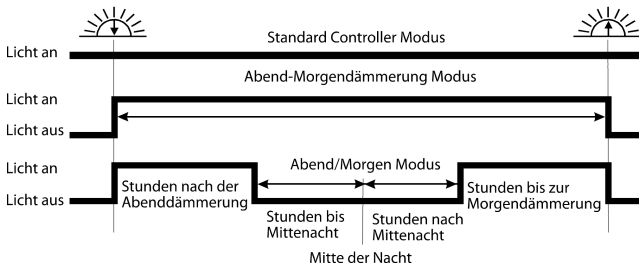 Standard Controller Modus
Licht an
Abend-Morgendämmerung Modus
Licht an
Licht aus
Licht an
Abend/Morgen Modus
Stunden nach der
Abenddämmerung
Stunden bis zur
Morgendämmerung
Licht aus
Stunden bis
Mittenacht
Stunden nach
Mittenacht
Mitte der Nacht